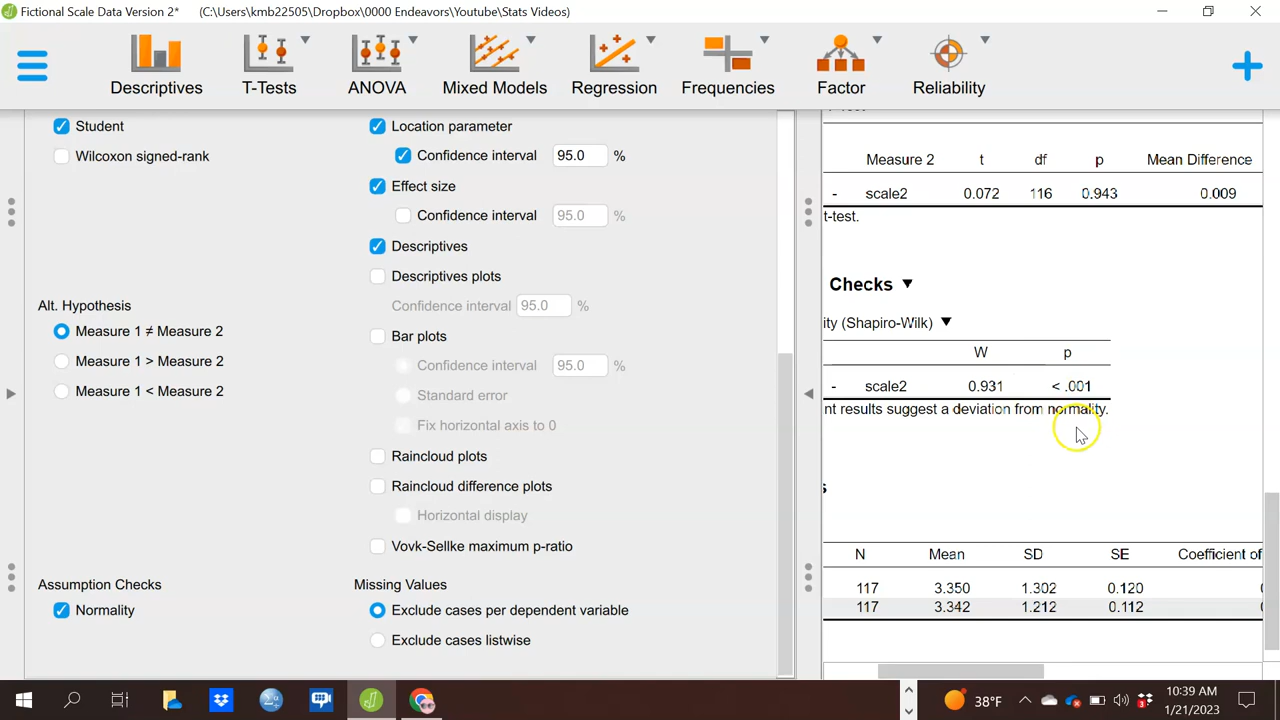 Fictional Scale Data Version 2* (C:\Users\kmb22505\Dropbox\0000 Endeavors\Youtube\Stats Videos)
Descriptives T-Tests ANOVA Mixed Models Regression Frequencies Factor Reliability
Student
Wilcoxon signed-rank
Alt. Hypothesis
Measure 1 ≠ Measure 2
Measure 1 > Measure 2
Measure 1 < Measure 2
Assumption Checks
Normality
Location parameter
Confidence interval 95.0 %
Effect size
Confidence interval 95.0 %
Descriptives
Descriptives plots
Confidence interval 95.0 %
Bar plots
Confidence interval 95.0 %
Standard error
Fix horizontal axis to 0
Raincloud plots
Raincloud difference plots
Horizontal display
Vovk-Sellke maximum p-ratio
Missing Values
Exclude cases per dependent variable
Exclude cases listwise
Measure 2 t df p Mean Difference
- scale2 0.072 116 0.943 0.009
t-test.
Checks ▼
ity (Shapiro-Wilk) ▼
W p
- scale2 0.931 < .001
nt results suggest a deviation from normality.
s
N Mean SD SE Coefficient of
117 3.350 1.302 0.120
117 3.342 1.212 0.112
38°F
10:39 AM
1/21/2023